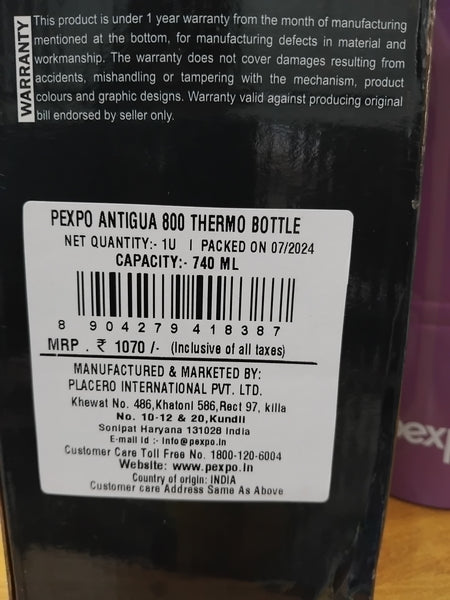 WARRANTY
This product is under 1 year warranty from the month of manufacturing
mentioned at the bottom, for manufacturing defects in material and
workmanship. The warranty does not cover damages resulting from
accidents, mishandling or tampering with the mechanism, product
colours and graphic designs. Warranty valid against producing original
bill endorsed by seller only.
PEXPO ANTIGUA 800 THERMO BOTTLE
NET QUANTITY:- 1U | PACKED ON 07/2024
CAPACITY:- 740 ML
8 904279 418387
MRP . ₹ 1070 /- (Inclusive of all taxes)
MANUFACTURED & MARKETED BY:
PLACERO INTERNATIONAL PVT. LTD.
Khewat No. 486,Khatoni 586,Rect 97, killa
No. 10-12 & 20,Kundli
Sonipat Haryana 131028 India
E-mail id :- info@pexpo.in
Customer Care Toll Free No. 1800-120-6004
Website: www.pexpo.in
Country of origin: INDIA
Customer care Address Same As Above
pexp